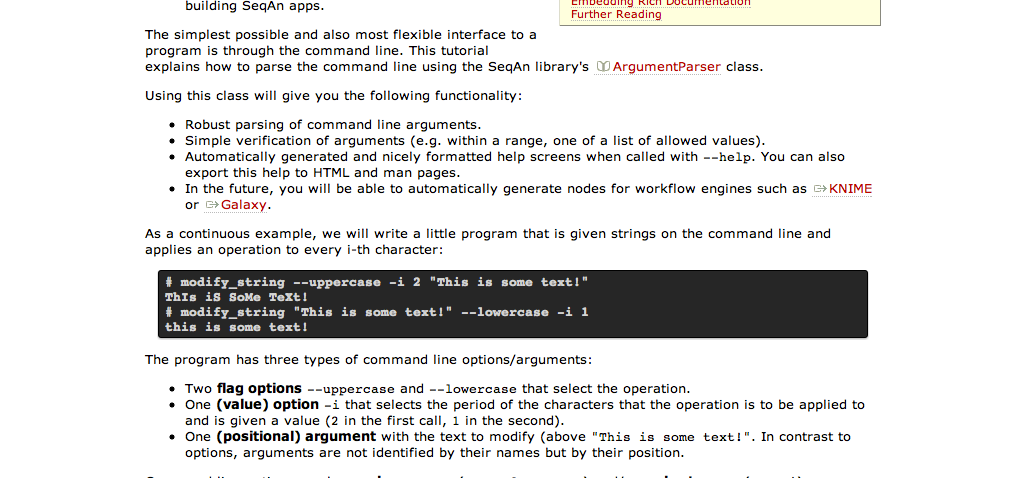 building SeqAn apps.
Embedding Rich Documentation
Further Reading
The simplest possible and also most flexible interface to a
program is through the command line. This tutorial
explains how to parse the command line using the SeqAn library's ArgumentParser class.
Using this class will give you the following functionality:
• Robust parsing of command line arguments.
• Simple verification of arguments (e.g. within a range, one of a list of allowed values).
• Automatically generated and nicely formatted help screens when called with --help. You can also
export this help to HTML and man pages.
• In the future, you will be able to automatically generate nodes for workflow engines such as KNIME
or Galaxy.
As a continuous example, we will write a little program that is given strings on the command line and
applies an operation to every i-th character:
# modify_string --uppercase -i 2 "This is some text!"
ThIs iS SoMe TeXt!
# modify_string "This is some text!" --lowercase -i 1
this is some text!
The program has three types of command line options/arguments:
• Two flag options --uppercase and --lowercase that select the operation.
• One (value) option -i that selects the period of the characters that the operation is to be applied to
and is given a value (2 in the first call, 1 in the second).
• One (positional) argument with the text to modify (above "This is some text!". In contrast to
options, arguments are not identified by their names but by their position.